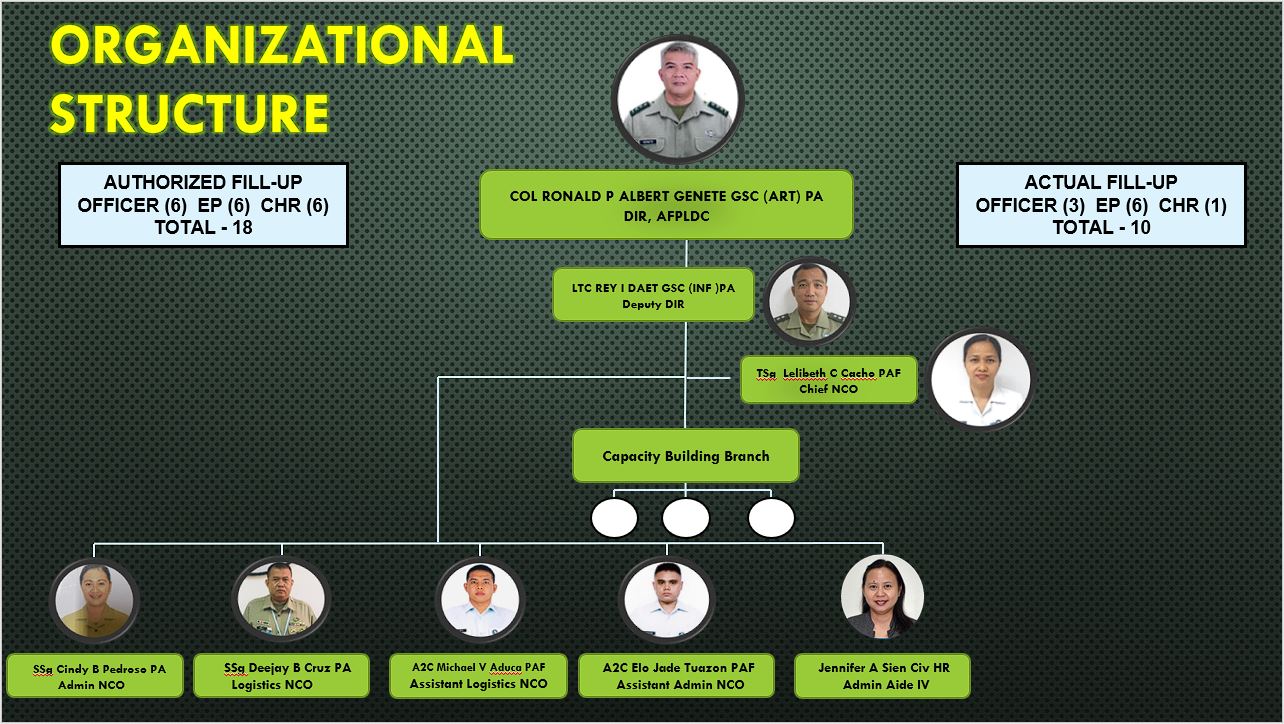 ORGANIZATIONAL
STRUCTURE
AUTHORIZED FILL-UP
OFFICER (6) EP (6) CHR (6)
TOTAL - 18
ACTUAL FILL-UP
OFFICER (3) EP (6) CHR (1)
TOTAL - 10
COL RONALD P ALBERT GENETE GSC (ART) PA
DIR, AFPLDC
LTC REY I DAET GSC (INF )PA
Deputy DIR
TSg Lelibeth C Cacho PAF
Chief NCO
Capacity Building Branch
SSg Cindy B Pedroso PA
Admin NCO
SSg Deejay B Cruz PA
Logistics NCO
A2C Michael V Aduca PAF
Assistant Logistics NCO
A2C Elo Jade Tuazon PAF
Assistant Admin NCO
Jennifer A Sien Civ HR
Admin Aide IV